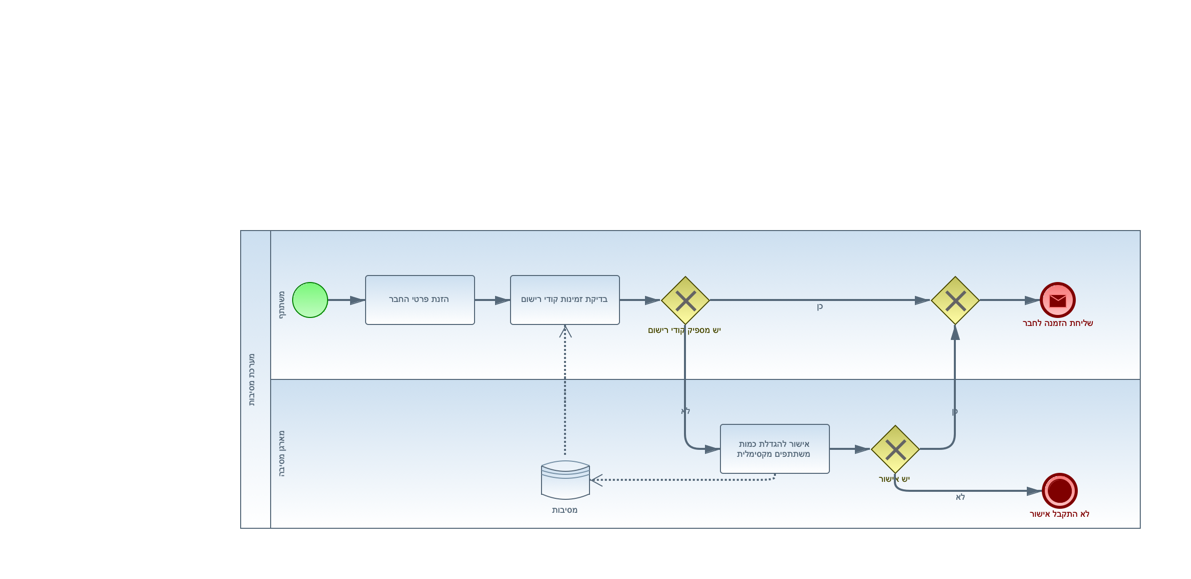 מערכת מסיבות
משתתף
הזנת פרטי החבר
בדיקת זמינות קודי רישום
יש מספיק קודי רישום
כן
שליחת הזמנה לחבר
מארגן מסיבה
לא
אישור להגדלת כמות
משתתפים מקסימלית
יש אישור
כן
לא
לא התקבל אישור
מסיבות